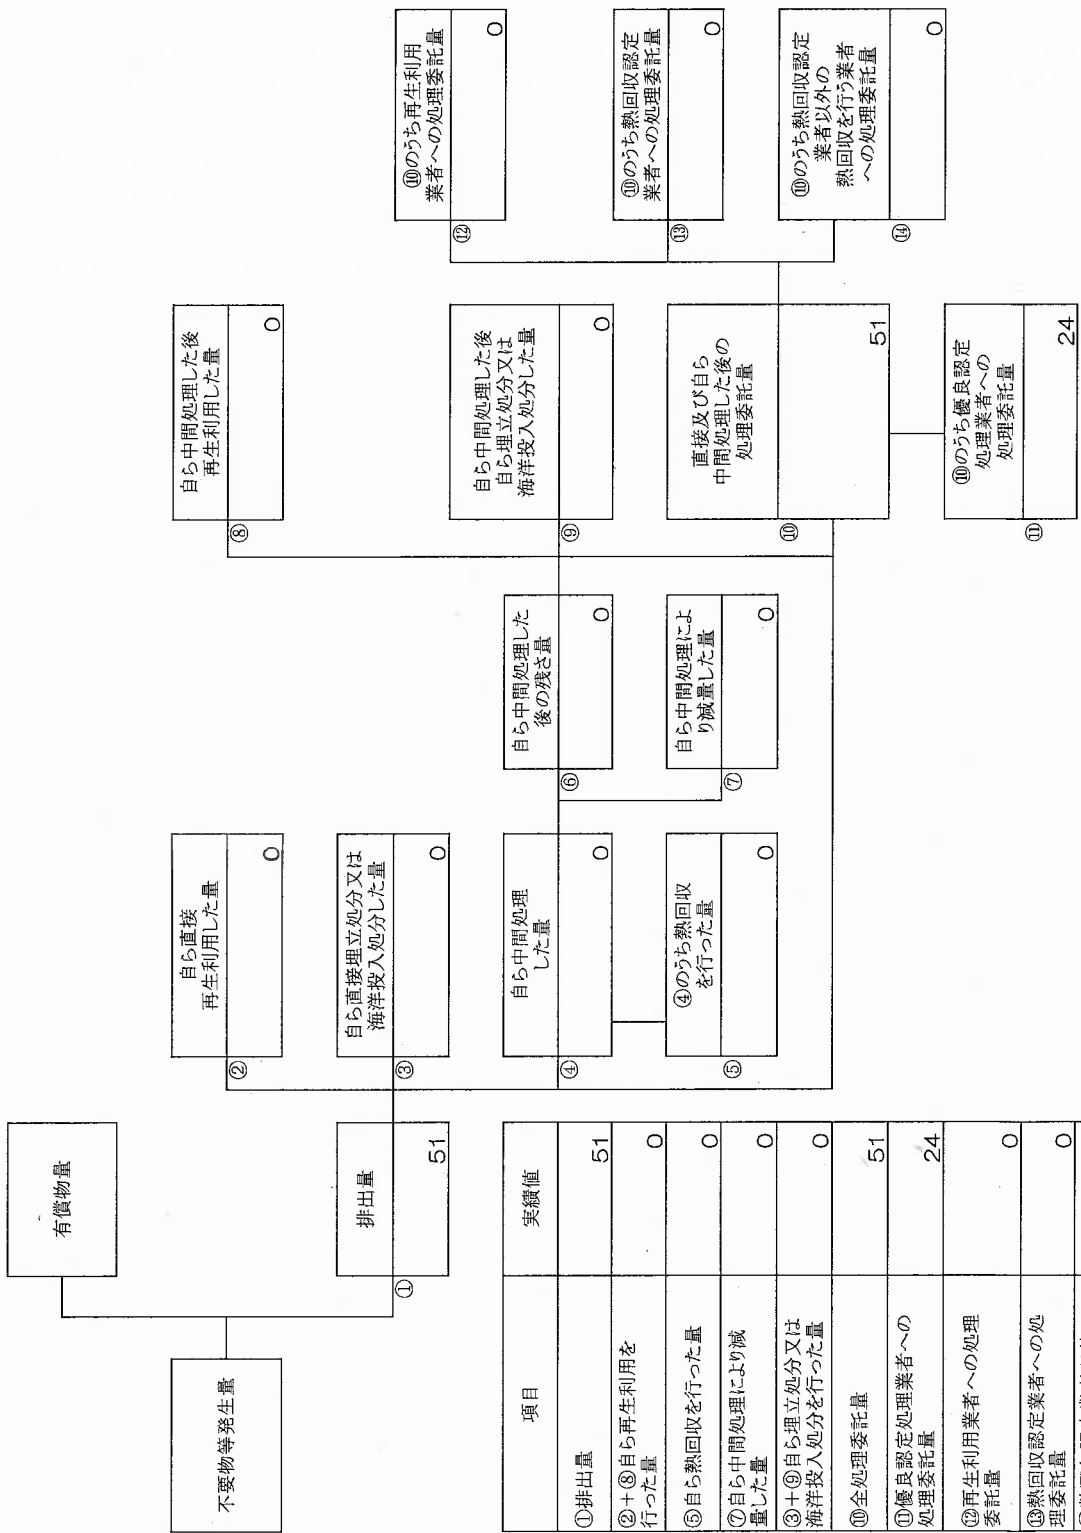 不要物等発生量
有償物量
排出量
①
51
自ら直接
再生利用した量
②
0
自ら直接埋立処分又は
海洋投入処分した量
③
0
自ら中間処理
した量
④
0
④のうち熱回収
を行った量
⑤
0
自ら中間処理した
後の残さ量
⑥
0
自ら中間処理によ
り減量した量
⑦
0
自ら中間処理した後
再生利用した量
⑧
0
自ら中間処理した後
自ら埋立処分又は
海洋投入処分した量
⑨
0
直接及び自ら
中間処理した後の
処理委託量
⑩
51
⑩のうち優良認定
処理業者への
処理委託量
⑪
24
⑩のうち再生利用
業者への処理委託量
⑫
0
⑩のうち熱回収認定
業者への処理委託量
⑬
0
⑩のうち熱回収認定
業者以外の
熱回収を行う業者
への処理委託量
⑭
0
項目 実績値
①排出量 51
②+⑧自ら再生利用を
行った量 0
⑤自ら熱回収を行った量 0
⑦自ら中間処理により減
量した量 0
③+⑨自ら埋立処分又は
海洋投入処分を行った量 0
⑩全処理委託量 51
⑪優良認定処理業者への
処理委託量 24
⑫再生利用業者への処理
委託量 0
⑬熱回収認定業者への処
理委託量 0